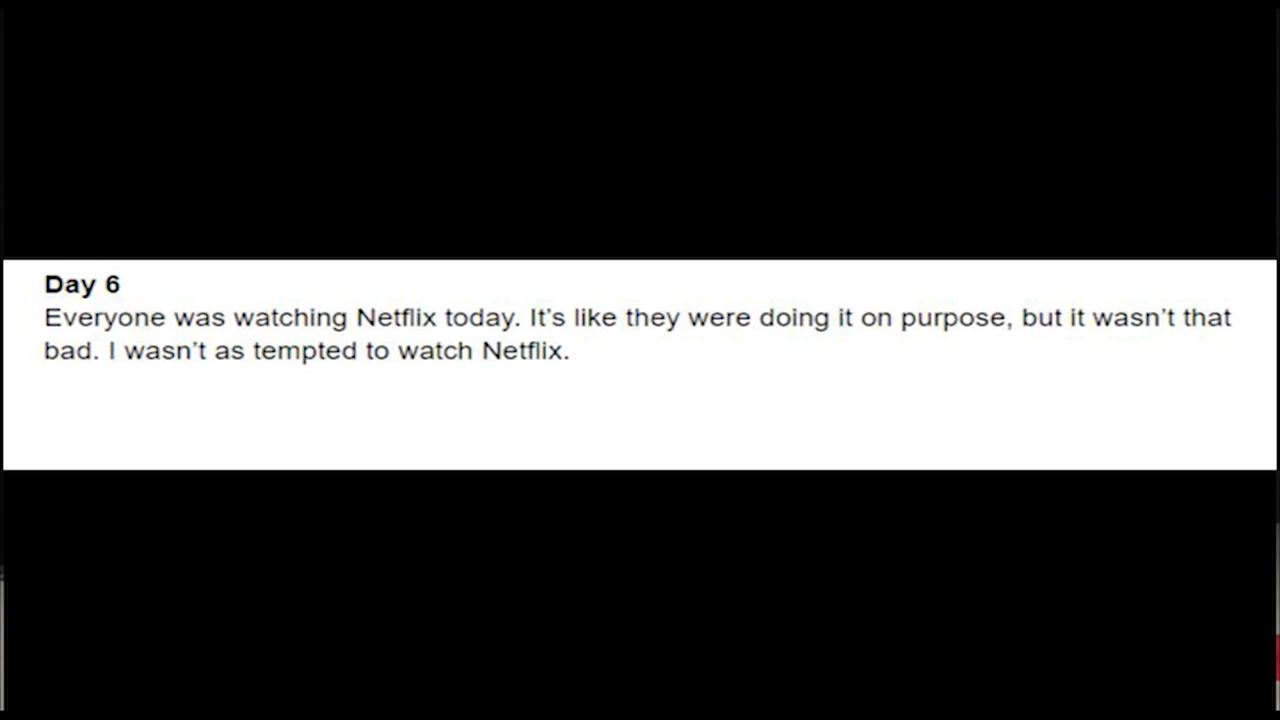 Day 6
Everyone was watching Netflix today. It’s like they were doing it on purpose, but it wasn’t that
bad. I wasn’t as tempted to watch Netflix.